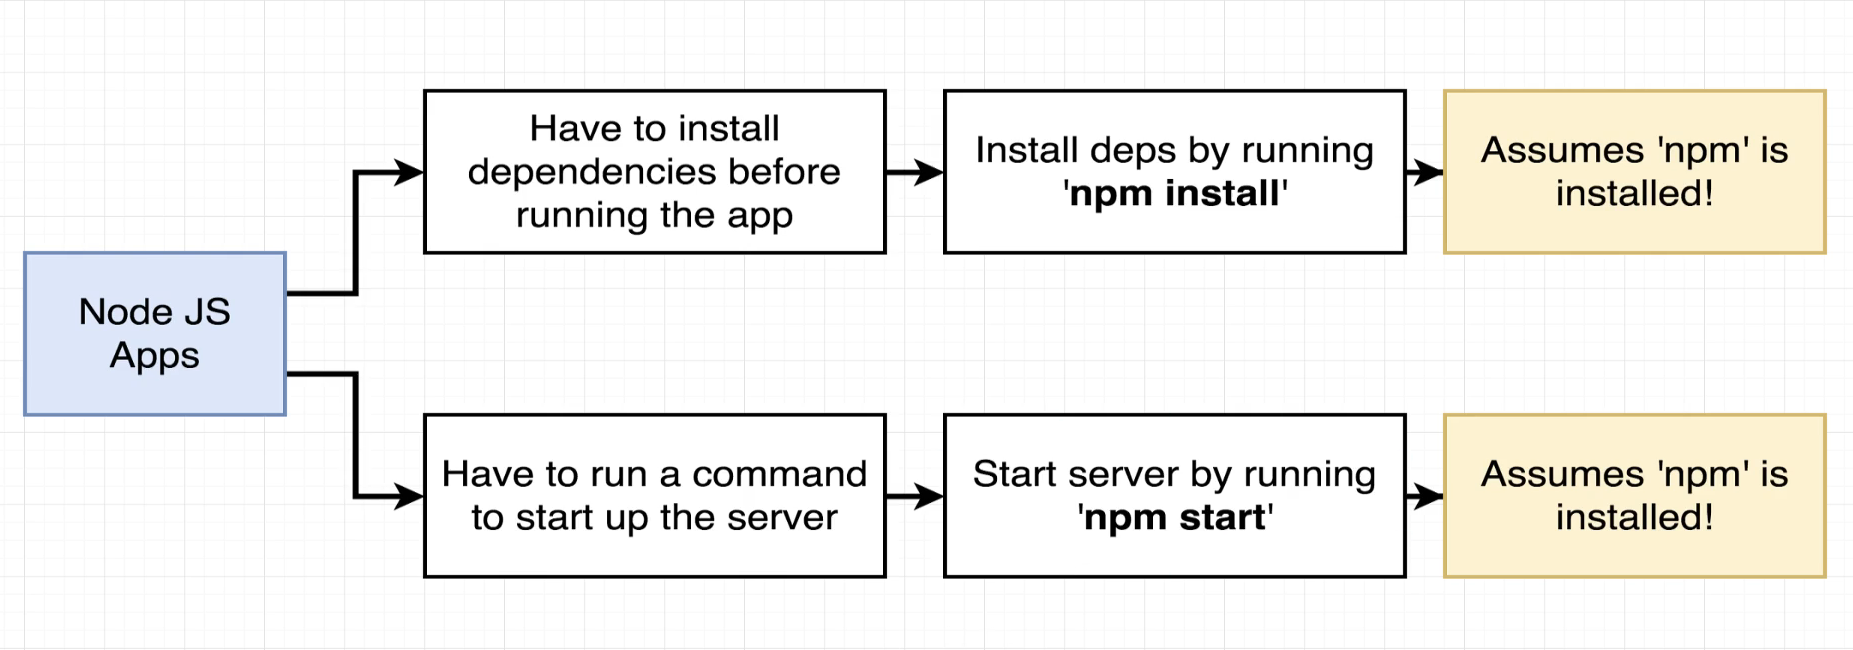 Node JS
Apps
Have to install
dependencies before
running the app
Install deps by running
'npm install'
Assumes 'npm' is
installed!
Have to run a command
to start up the server
Start server by running
'npm start'
Assumes 'npm' is
installed!